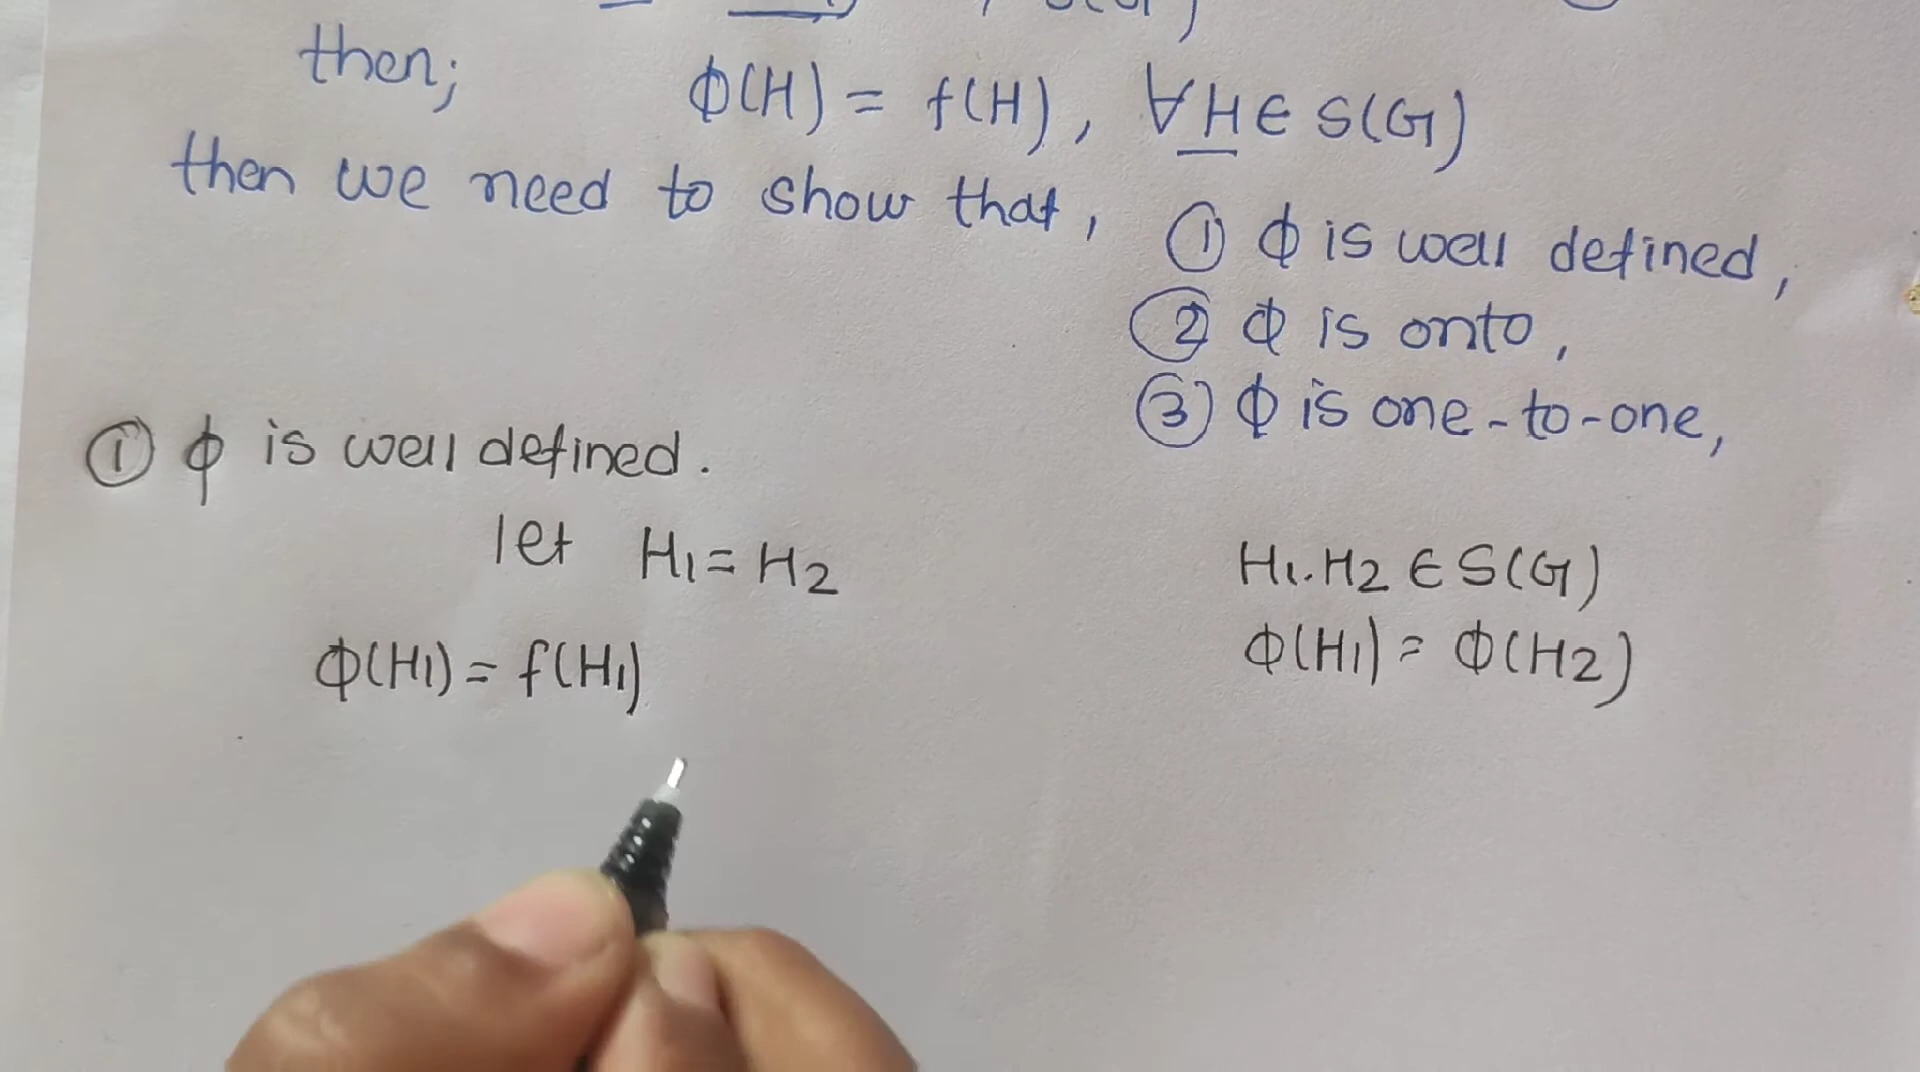 then;
ϕ(H) = f(H), ∀ H ∈ S(G)
then we need to show that,
① ϕ is well defined,
② ϕ is onto,
③ ϕ is one-to-one,
① ϕ is well defined.
let H1 = H2
H1.H2 ∈ S(G)
ϕ(H1) = f(H1)
ϕ(H1) = ϕ(H2)